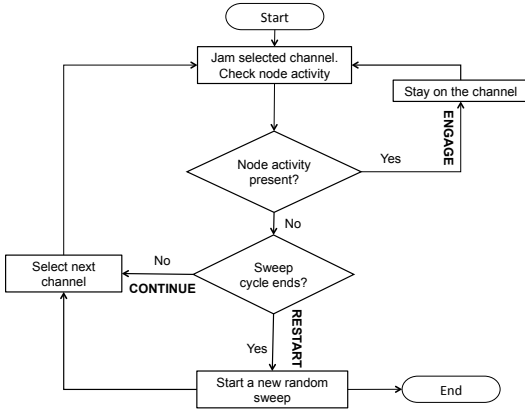 Start
Jam selected channel.
Check node activity
Stay on the channel
ENGAGE
Node activity
present?
Yes
No
Sweep
cycle ends?
No
CONTINUE
Select next
channel
RESTART
Yes
Start a new random
sweep
End